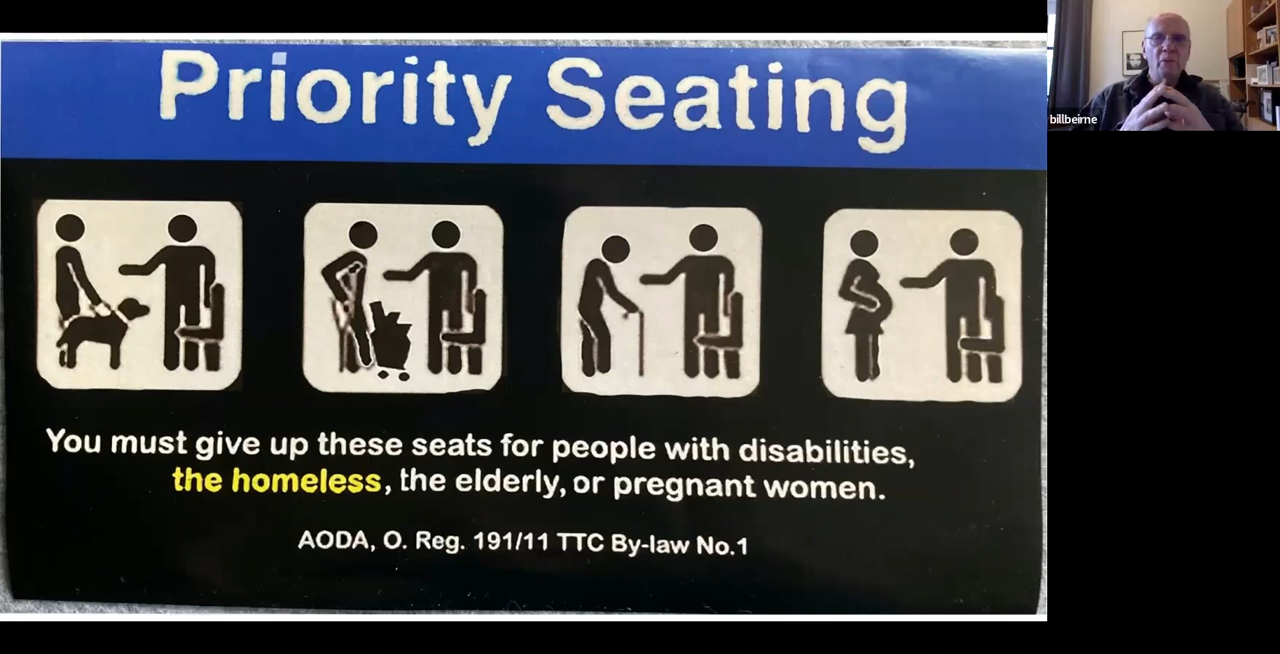 Priority Seating
You must give up these seats for people with disabilities,
the homeless, the elderly, or pregnant women.
AODA, O. Reg. 191/11 TTC By-law No.1
billbeirne